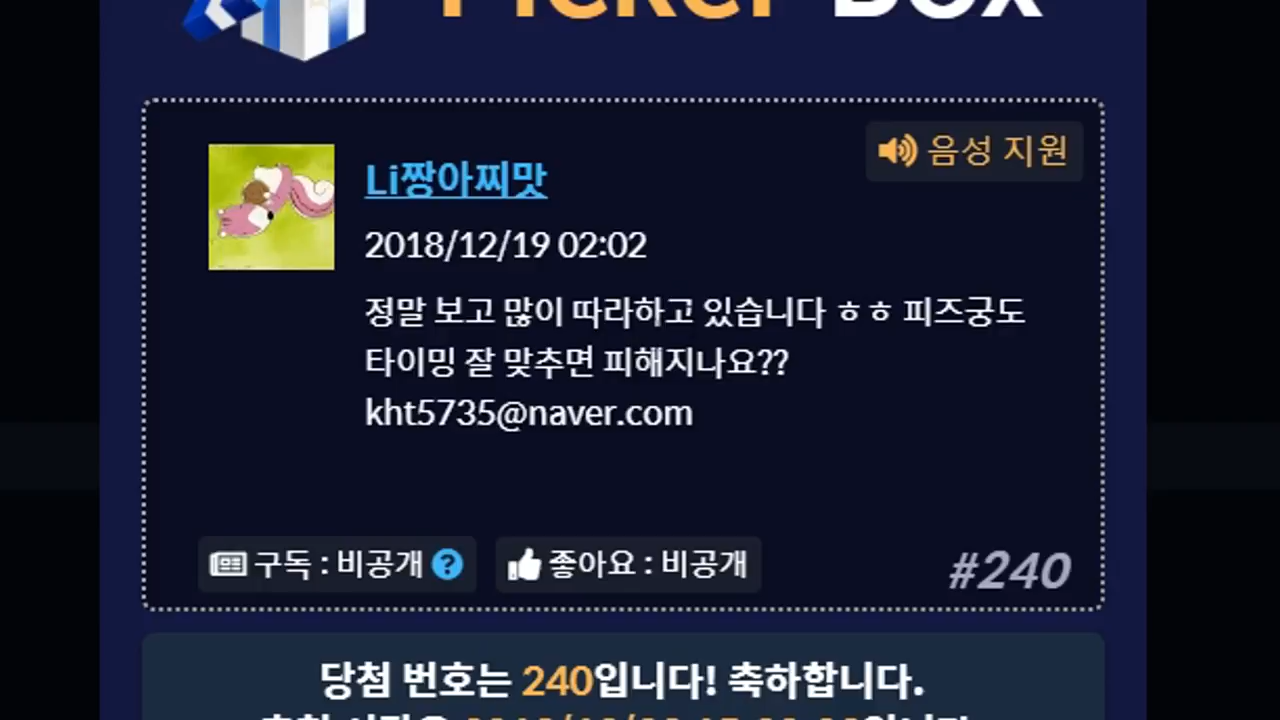 Picker Box
음성 지원
Li짱아찌맛
2018/12/19 02:02
정말 보고 많이 따라하고 있습니다 ㅎㅎ 피즈궁도
타이밍 잘 맞추면 피해지나요??
kht5735@naver.com
구독 : 비공개 ?
좋아요 : 비공개
#240
당첨 번호는 240입니다! 축하합니다.